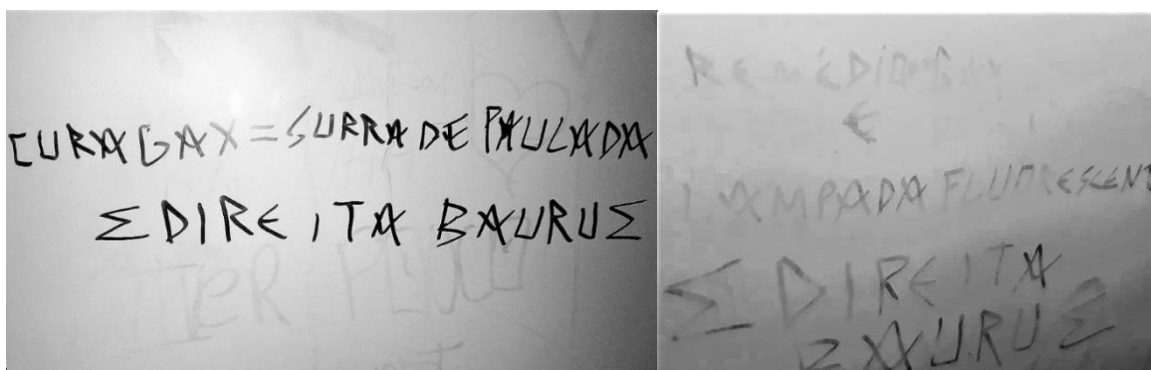 CURA GAY = SURRA DE PAULADA
Σ DIREITA BAURU Σ
REMÉDIO GAY
É
LAMPADA FLUORESCENT
Σ DIREITA
BAURU Σ